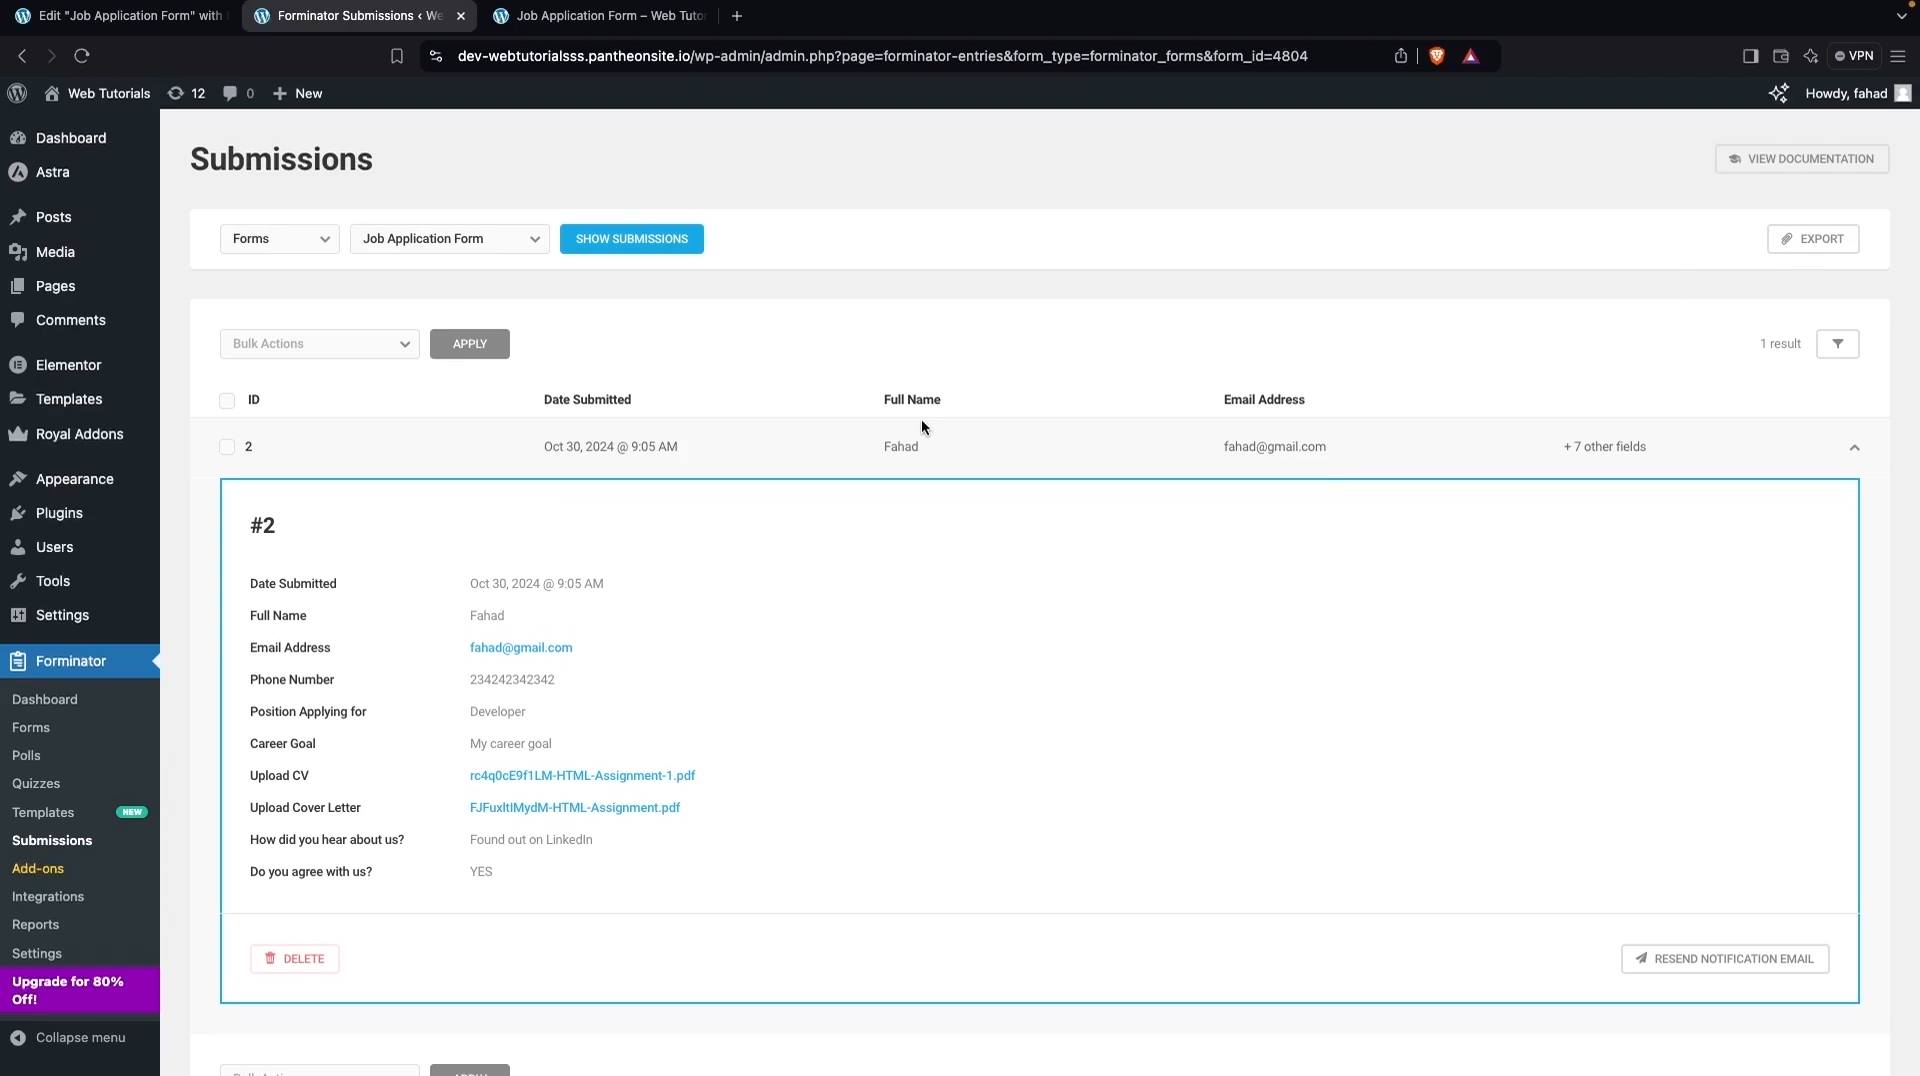 Edit "Job Application Form" with
Forminator Submissions ‹ We
Job Application Form – Web Tutor
dev-webtutorialsss.pantheonsite.io/wp-admin/admin.php?page=forminator-entries&form_type=forminator_forms&form_id=4804
VPN
Web Tutorials
12
0
New
Howdy, fahad
Dashboard
Astra
Posts
Media
Pages
Comments
Elementor
Templates
Royal Addons
Appearance
Plugins
Users
Tools
Settings
Forminator
Dashboard
Forms
Polls
Quizzes
Templates NEW
Submissions
Add-ons
Integrations
Reports
Settings
Upgrade for 80%
Off!
Collapse menu
Submissions
VIEW DOCUMENTATION
Forms
Job Application Form
SHOW SUBMISSIONS
EXPORT
Bulk Actions
APPLY
1 result
ID Date Submitted Full Name Email Address
2 Oct 30, 2024 @ 9:05 AM Fahad fahad@gmail.com + 7 other fields
#2
Date Submitted Oct 30, 2024 @ 9:05 AM
Full Name Fahad
Email Address fahad@gmail.com
Phone Number 234242342342
Position Applying for Developer
Career Goal My career goal
Upload CV rc4q0cE9f1LM-HTML-Assignment-1.pdf
Upload Cover Letter FJFuxltIMydM-HTML-Assignment.pdf
How did you hear about us? Found out on LinkedIn
Do you agree with us? YES
DELETE
RESEND NOTIFICATION EMAIL